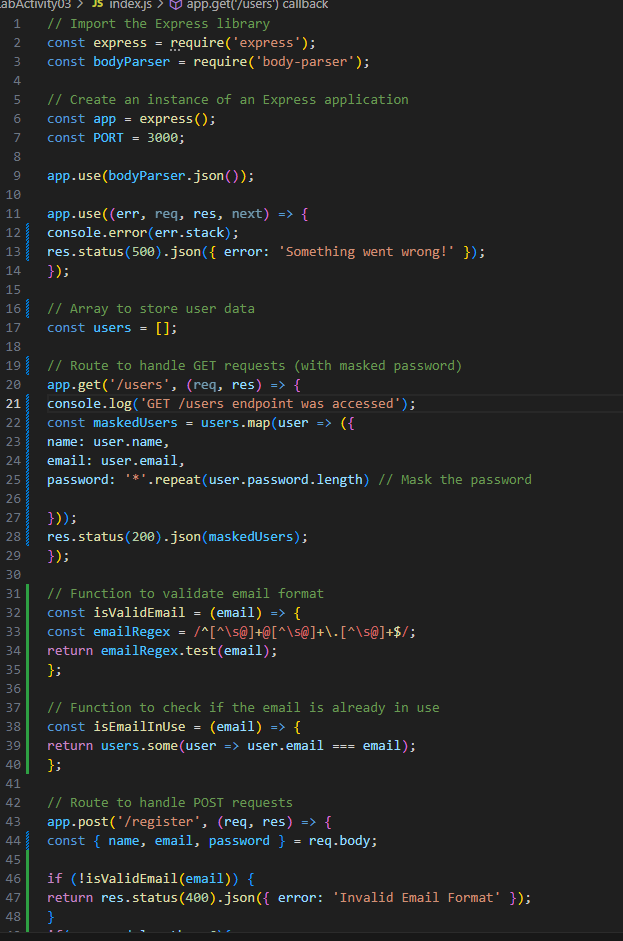 abActivity03 > JS index.js > app.get('/users') callback
1 // Import the Express library
2 const express = require('express');
3 const bodyParser = require('body-parser');
4
5 // Create an instance of an Express application
6 const app = express();
7 const PORT = 3000;
8
9 app.use(bodyParser.json());
10
11 app.use((err, req, res, next) => {
12 console.error(err.stack);
13 res.status(500).json({ error: 'Something went wrong!' });
14 });
15
16 // Array to store user data
17 const users = [];
18
19 // Route to handle GET requests (with masked password)
20 app.get('/users', (req, res) => {
21 console.log('GET /users endpoint was accessed');
22 const maskedUsers = users.map(user => ({
23 name: user.name,
24 email: user.email,
25 password: '*'.repeat(user.password.length) // Mask the password
26
27 }));
28 res.status(200).json(maskedUsers);
29 });
30
31 // Function to validate email format
32 const isValidEmail = (email) => {
33 const emailRegex = /^[^\s@]+@[^\s@]+\.[^\s@]+$/;
34 return emailRegex.test(email);
35 };
36
37 // Function to check if the email is already in use
38 const isEmailInUse = (email) => {
39 return users.some(user => user.email === email);
40 };
41
42 // Route to handle POST requests
43 app.post('/register', (req, res) => {
44 const { name, email, password } = req.body;
45
46 if (!isValidEmail(email)) {
47 return res.status(400).json({ error: 'Invalid Email Format' });
48 }